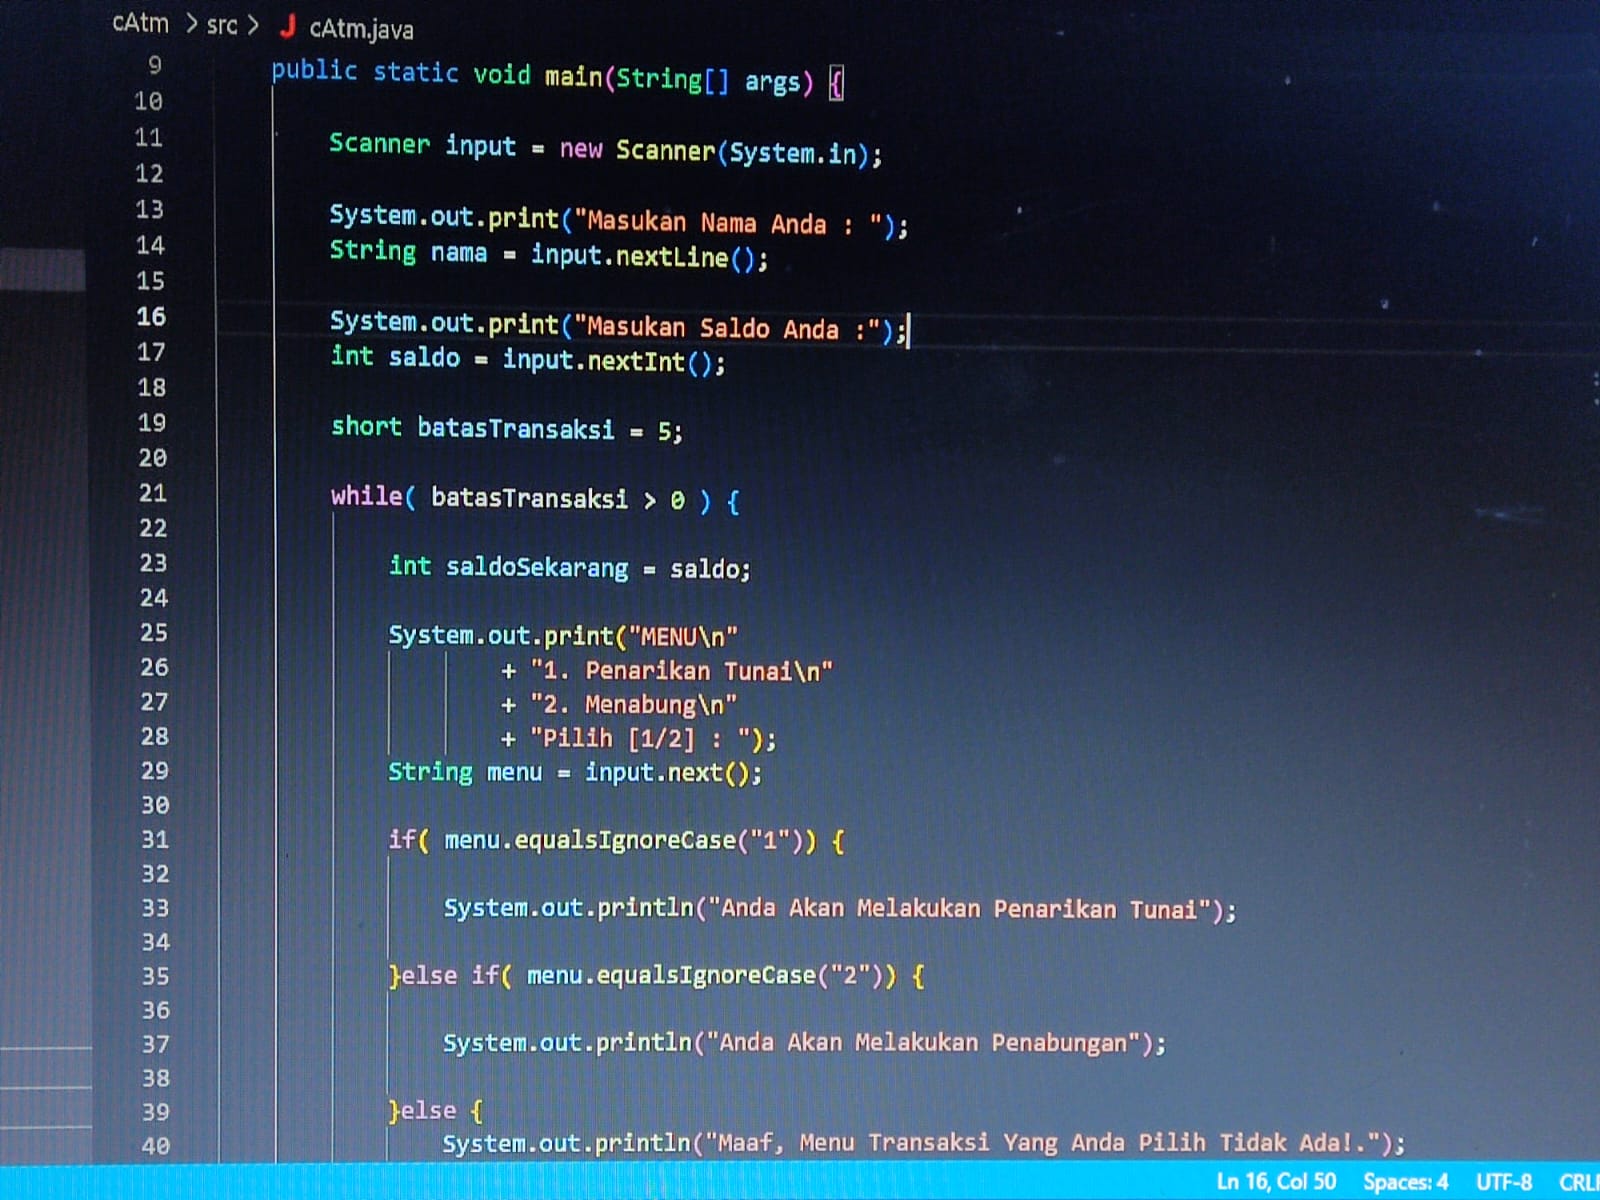 cAtm > src > J cAtm.java
9 public static void main(String[] args) {
10
11 Scanner input = new Scanner(System.in);
12
13 System.out.print("Masukan Nama Anda : ");
14 String nama = input.nextLine();
15
16 System.out.print("Masukan Saldo Anda :");
17 int saldo = input.nextInt();
18
19 short batasTransaksi = 5;
20
21 while( batasTransaksi > 0 ) {
22
23 int saldoSekarang = saldo;
24
25 System.out.print("MENU\n"
26 + "1. Penarikan Tunai\n"
27 + "2. Menabung\n"
28 + "Pilih [1/2] : ");
29 String menu = input.next();
30
31 if( menu.equalsIgnoreCase("1")) {
32
33 System.out.println("Anda Akan Melakukan Penarikan Tunai");
34
35 }else if( menu.equalsIgnoreCase("2")) {
36
37 System.out.println("Anda Akan Melakukan Penabungan");
38
39 }else {
40 System.out.println("Maaf, Menu Transaksi Yang Anda Pilih Tidak Ada!.");
Ln 16, Col 50 Spaces: 4 UTF-8 CRL